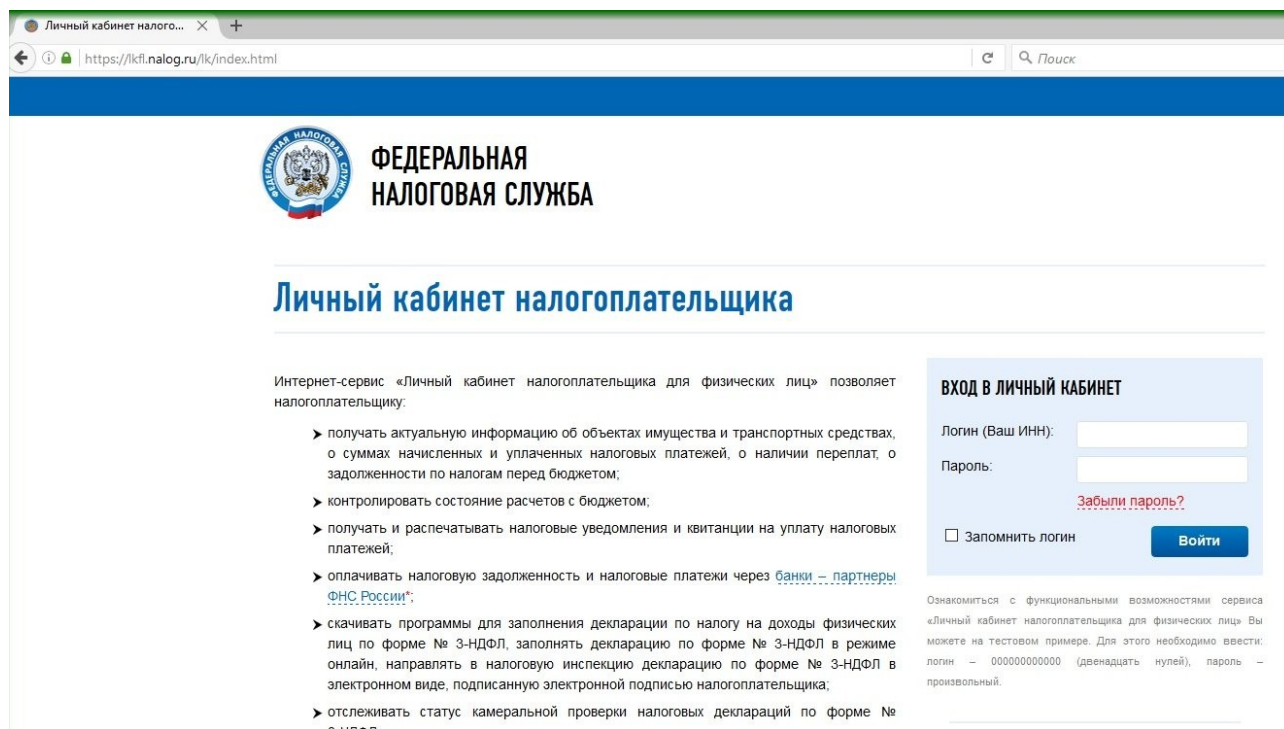 Личный кабинет налого...
https://lkfl.nalog.ru/lk/index.html
Поиск
ФЕДЕРАЛЬНАЯ НАЛОГОВАЯ СЛУЖБА
ФЕДЕРАЛЬНАЯ
НАЛОГОВАЯ СЛУЖБА
Личный кабинет налогоплательщика
Интернет-сервис «Личный кабинет налогоплательщика для физических лиц» позволяет
налогоплательщику:
получать актуальную информацию об объектах имущества и транспортных средствах,
о суммах начисленных и уплаченных налоговых платежей, о наличии переплат, о
задолженности по налогам перед бюджетом;
контролировать состояние расчетов с бюджетом;
получать и распечатывать налоговые уведомления и квитанции на уплату налоговых
платежей;
оплачивать налоговую задолженность и налоговые платежи через банки – партнеры
ФНС России*;
скачивать программы для заполнения декларации по налогу на доходы физических
лиц по форме № 3-НДФЛ, заполнять декларацию по форме № 3-НДФЛ в режиме
онлайн, направлять в налоговую инспекцию декларацию по форме № 3-НДФЛ в
электронном виде, подписанную электронной подписью налогоплательщика;
отслеживать статус камеральной проверки налоговых деклараций по форме №
ВХОД В ЛИЧНЫЙ КАБИНЕТ
Логин (Ваш ИНН):
Пароль:
Забыли пароль?
Запомнить логин
Войти
Ознакомиться с функциональными возможностями сервиса
«Личный кабинет налогоплательщика для физических лиц» Вы
можете на тестовом примере. Для этого необходимо ввести:
логин – 000000000000 (двенадцать нулей), пароль –
произвольный.